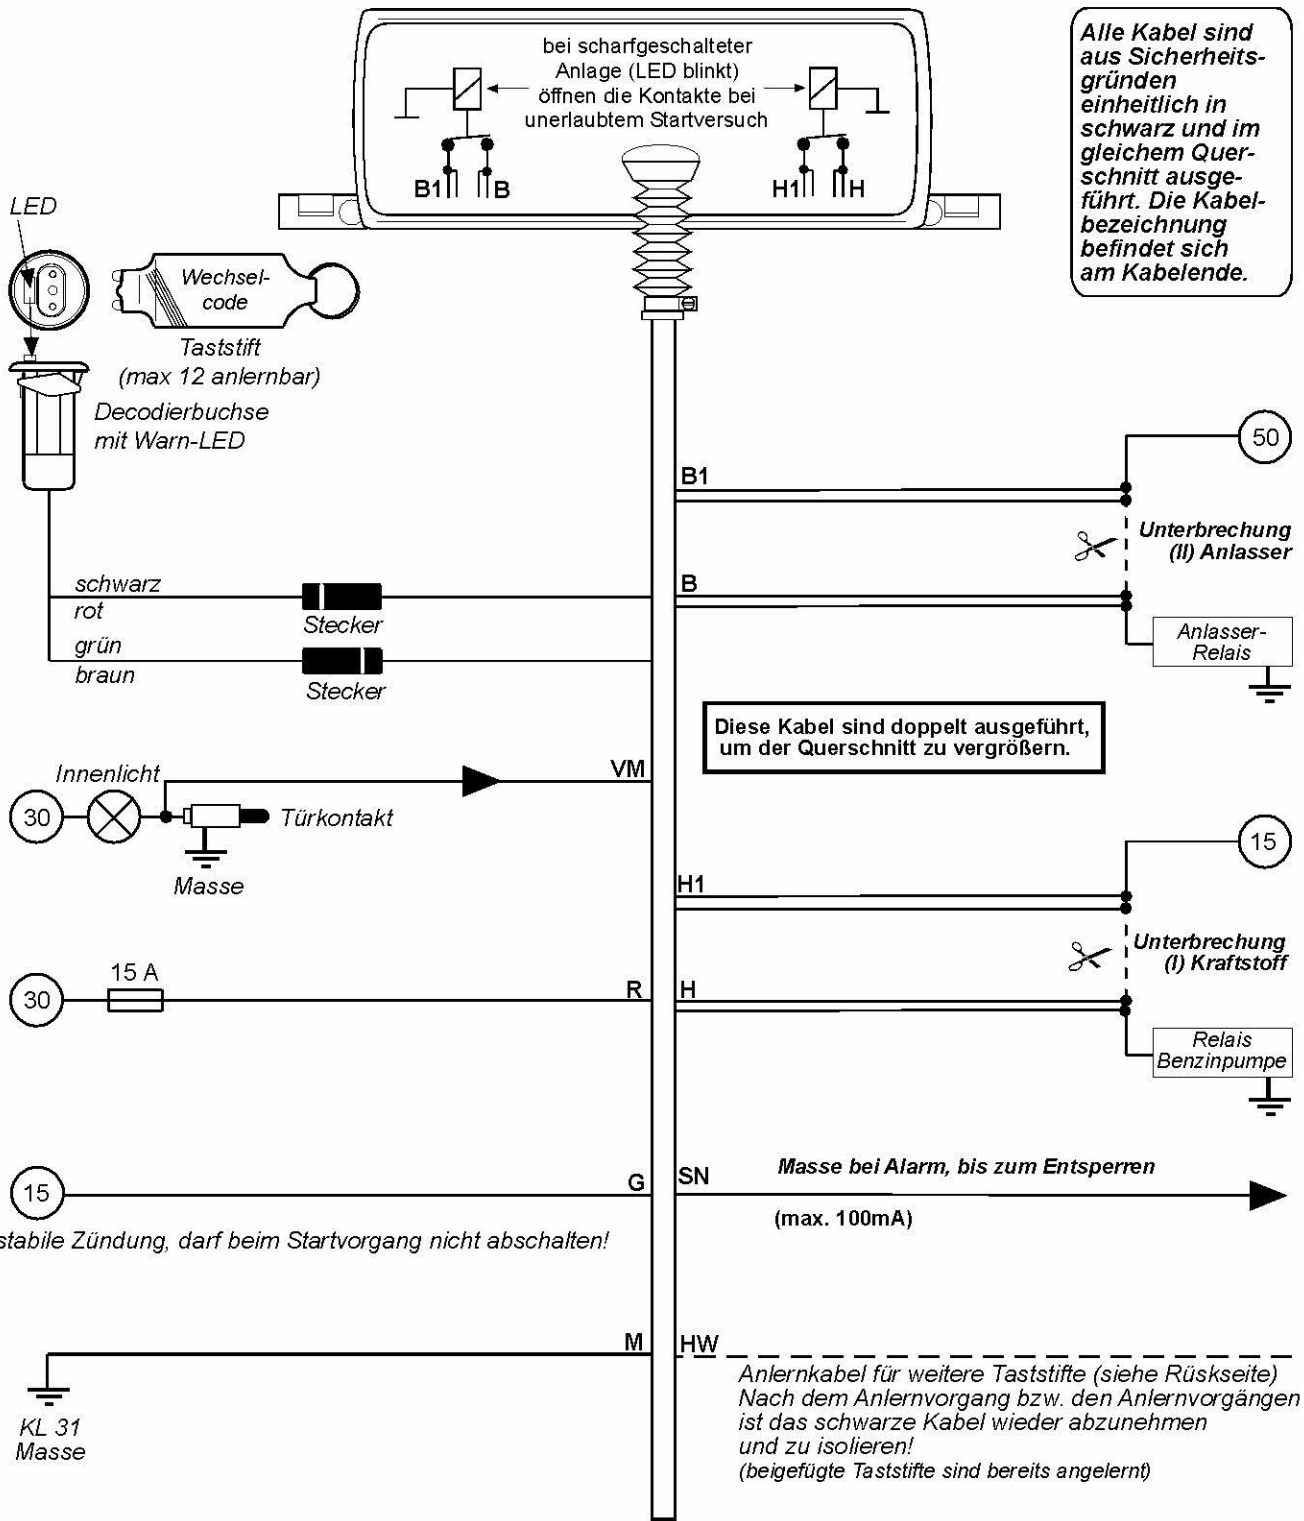 bei scharfgeschalteter
Anlage (LED blinkt)
öffnen die Kontakte bei
unerlaubtem Startversuch
B1 B
H1 H
Alle Kabel sind
aus Sicherheits-
gründen
einheitlich in
schwarz und im
gleichem Quer-
schnitt ausge-
führt. Die Kabel-
bezeichnung
befindet sich
am Kabelende.
LED
Wechsel-
code
Taststift
(max 12 anlernbar)
Decodierbuchse
mit Warn-LED
50
B1
Unterbrechung
(II) Anlasser
schwarz
rot
Stecker
B
grün
braun
Stecker
Anlasser-
Relais
Diese Kabel sind doppelt ausgeführt,
um der Querschnitt zu vergrößern.
Innenlicht
VM
30
Türkontakt
Masse
15
H1
Unterbrechung
(I) Kraftstoff
15 A
30
R
H
Relais
Benzinpumpe
15
G
SN
Masse bei Alarm, bis zum Entsperren
(max. 100mA)
stabile Zündung, darf beim Startvorgang nicht abschalten!
M
HW
KL 31
Masse
Anlernkabel für weitere Taststifte (siehe Rüskseite)
Nach dem Anlernvorgang bzw. den Anlernvorgängen
ist das schwarze Kabel wieder abzunehmen
und zu isolieren!
(beigefügte Taststifte sind bereits angelernt)